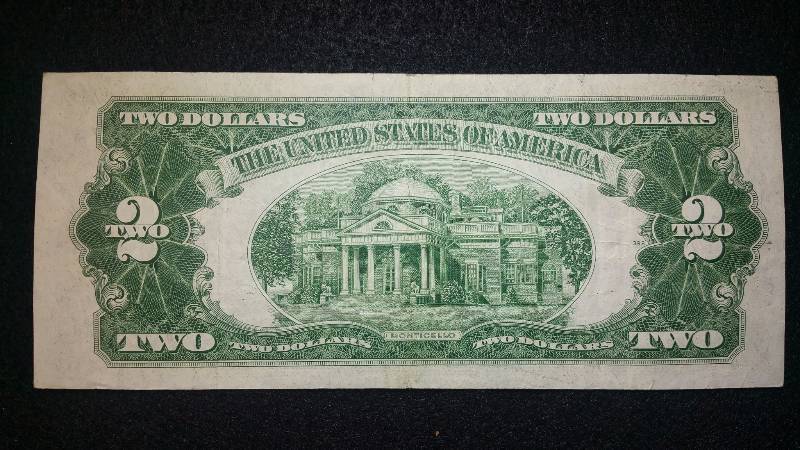 TWO DOLLARS TWO DOLLARS
THE UNITED STATES OF AMERICA
2 2
TWO TWO
MONTICELLO
TWO TWO DOLLARS TWO DOLLARS TWO